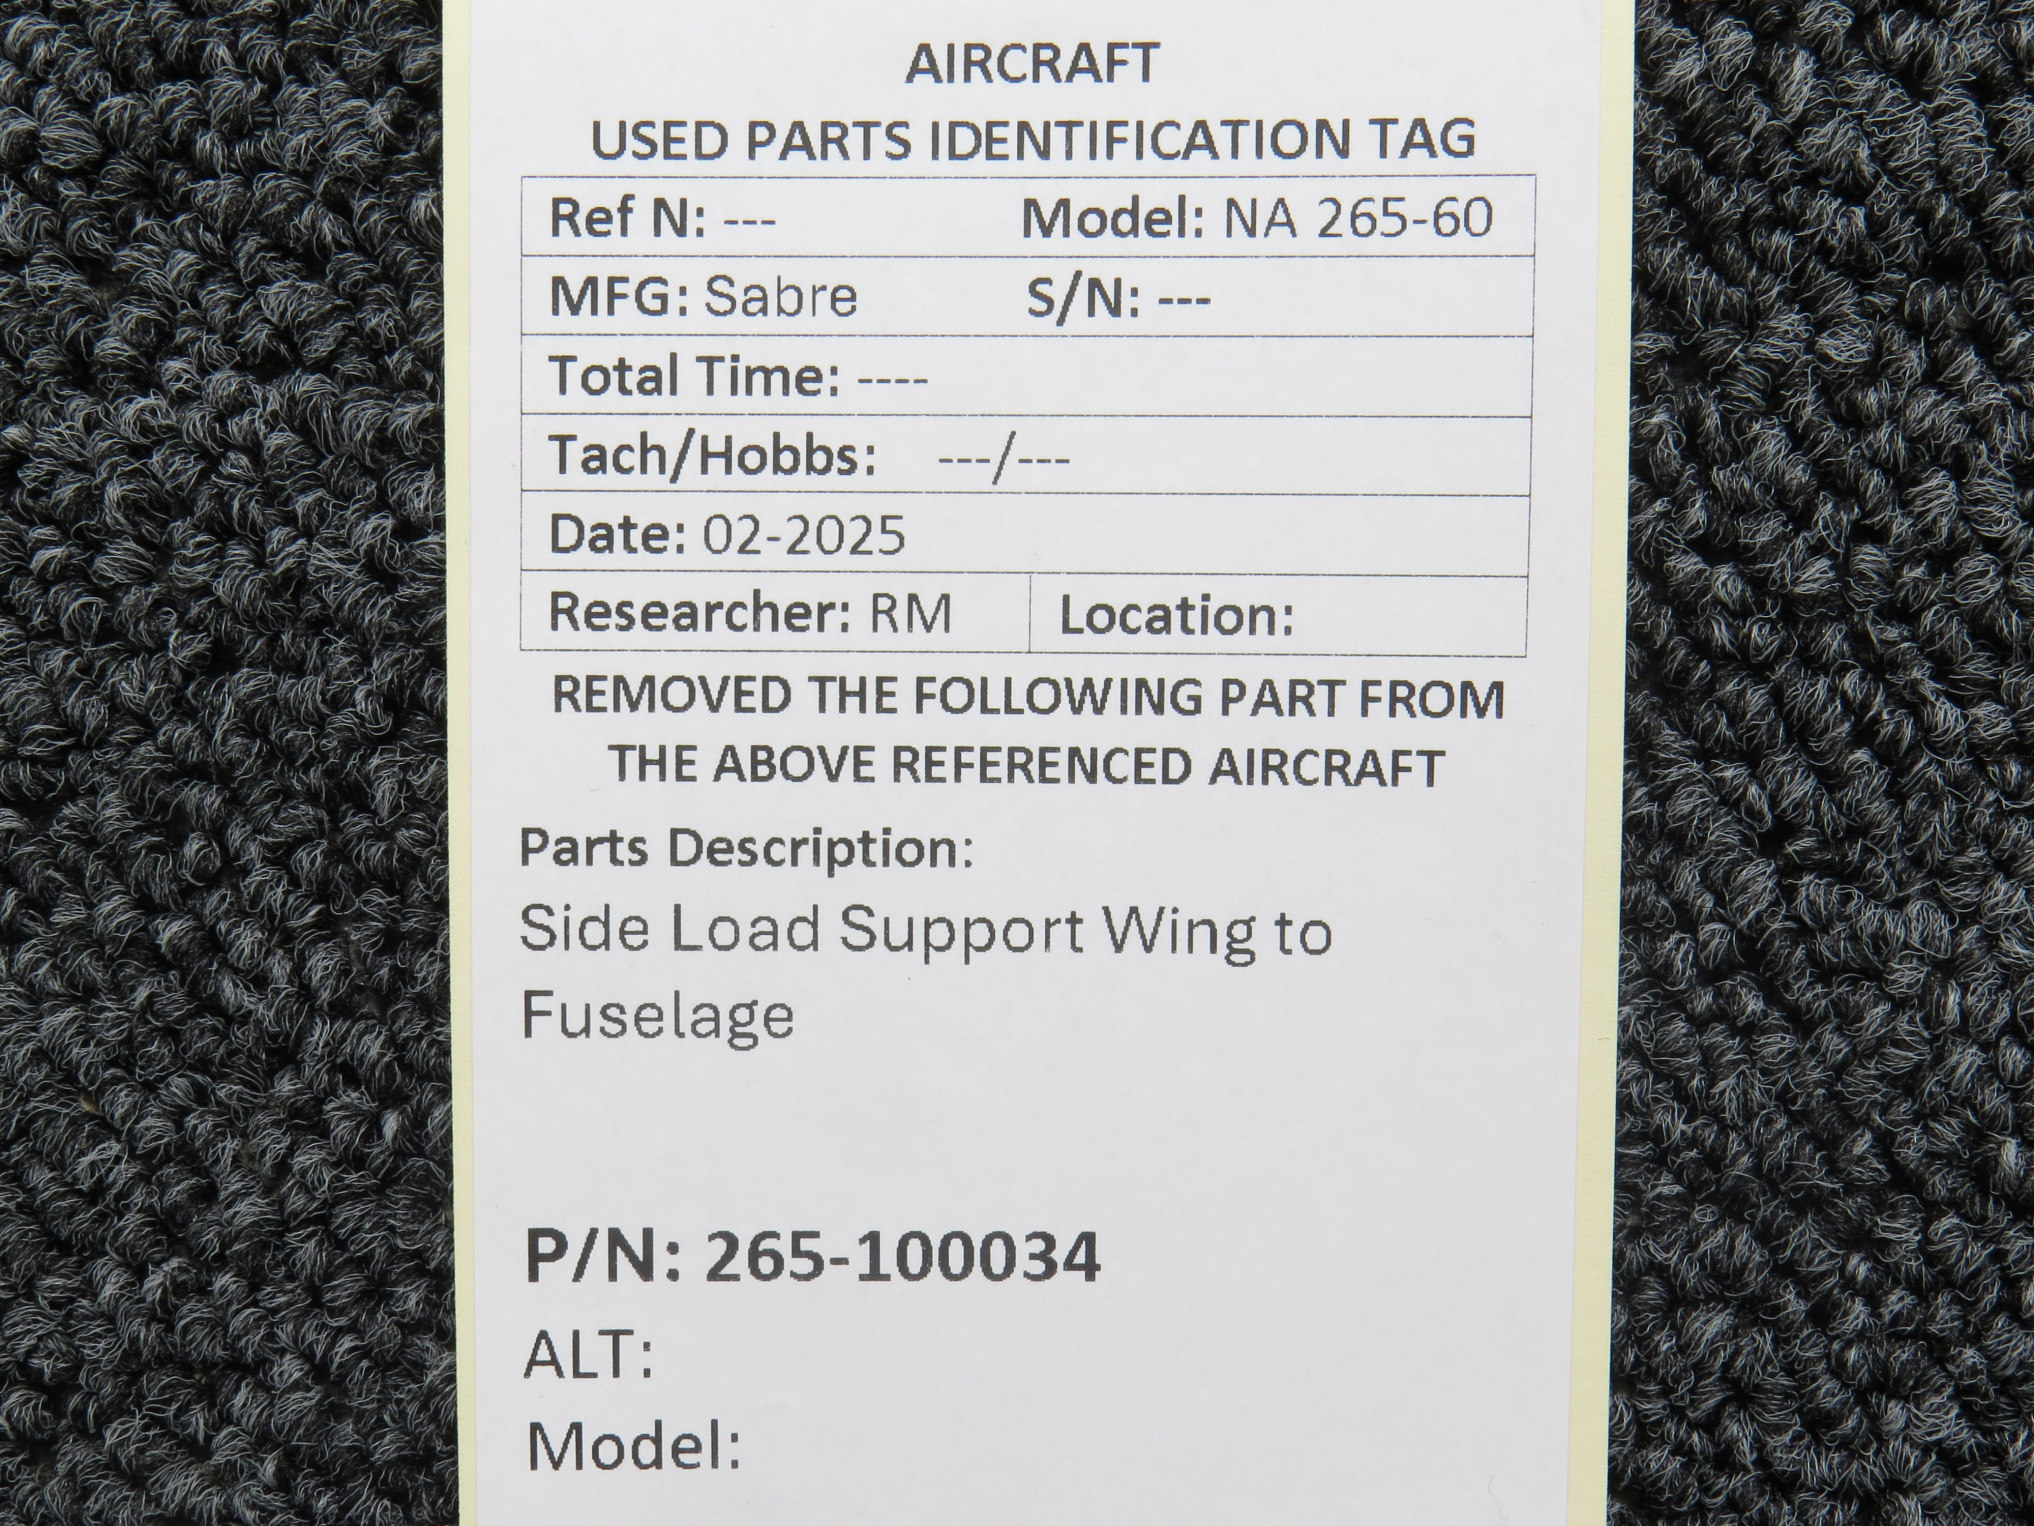 AIRCRAFT
USED PARTS IDENTIFICATION TAG
Ref N: --- Model: NA 265-60
MFG: Sabre S/N: ---
Total Time: ----
Tach/Hobbs: ---/---
Date: 02-2025
Researcher: RM Location:
REMOVED THE FOLLOWING PART FROM
THE ABOVE REFERENCED AIRCRAFT
Parts Description:
Side Load Support Wing to
Fuselage
P/N: 265-100034
ALT:
Model: